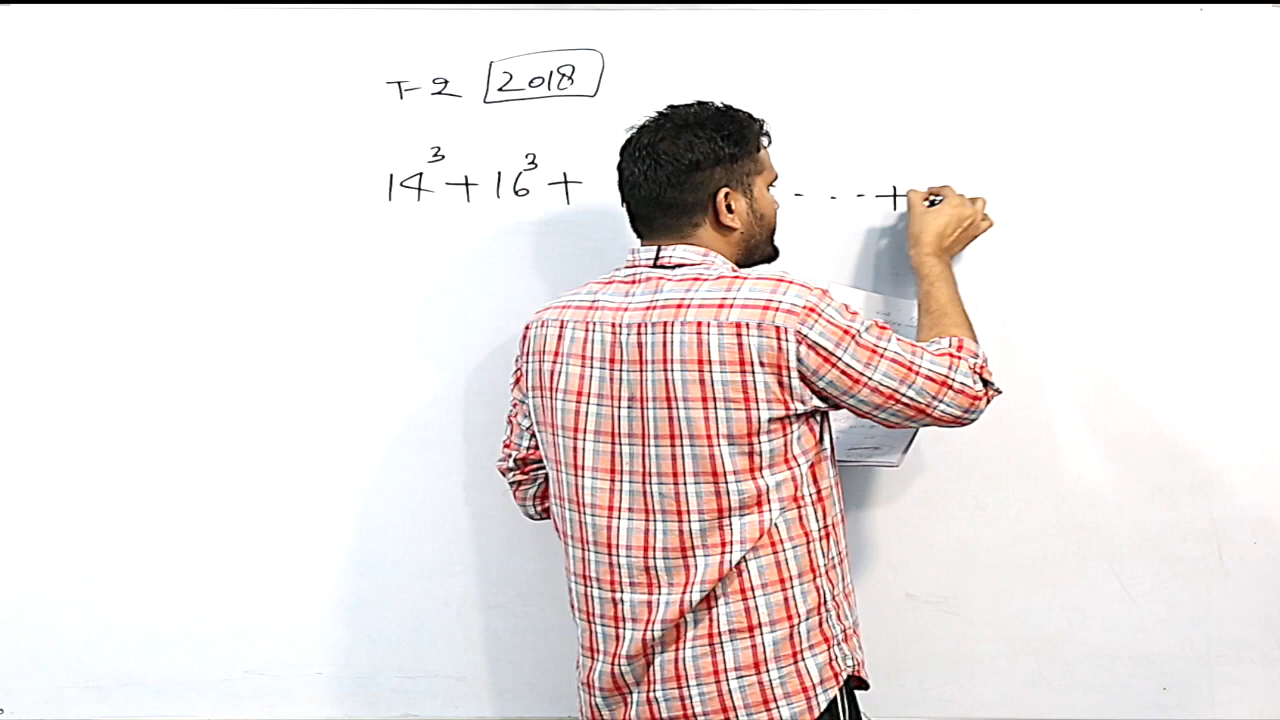 T-2 2018
14³ + 16³ + - . . - +